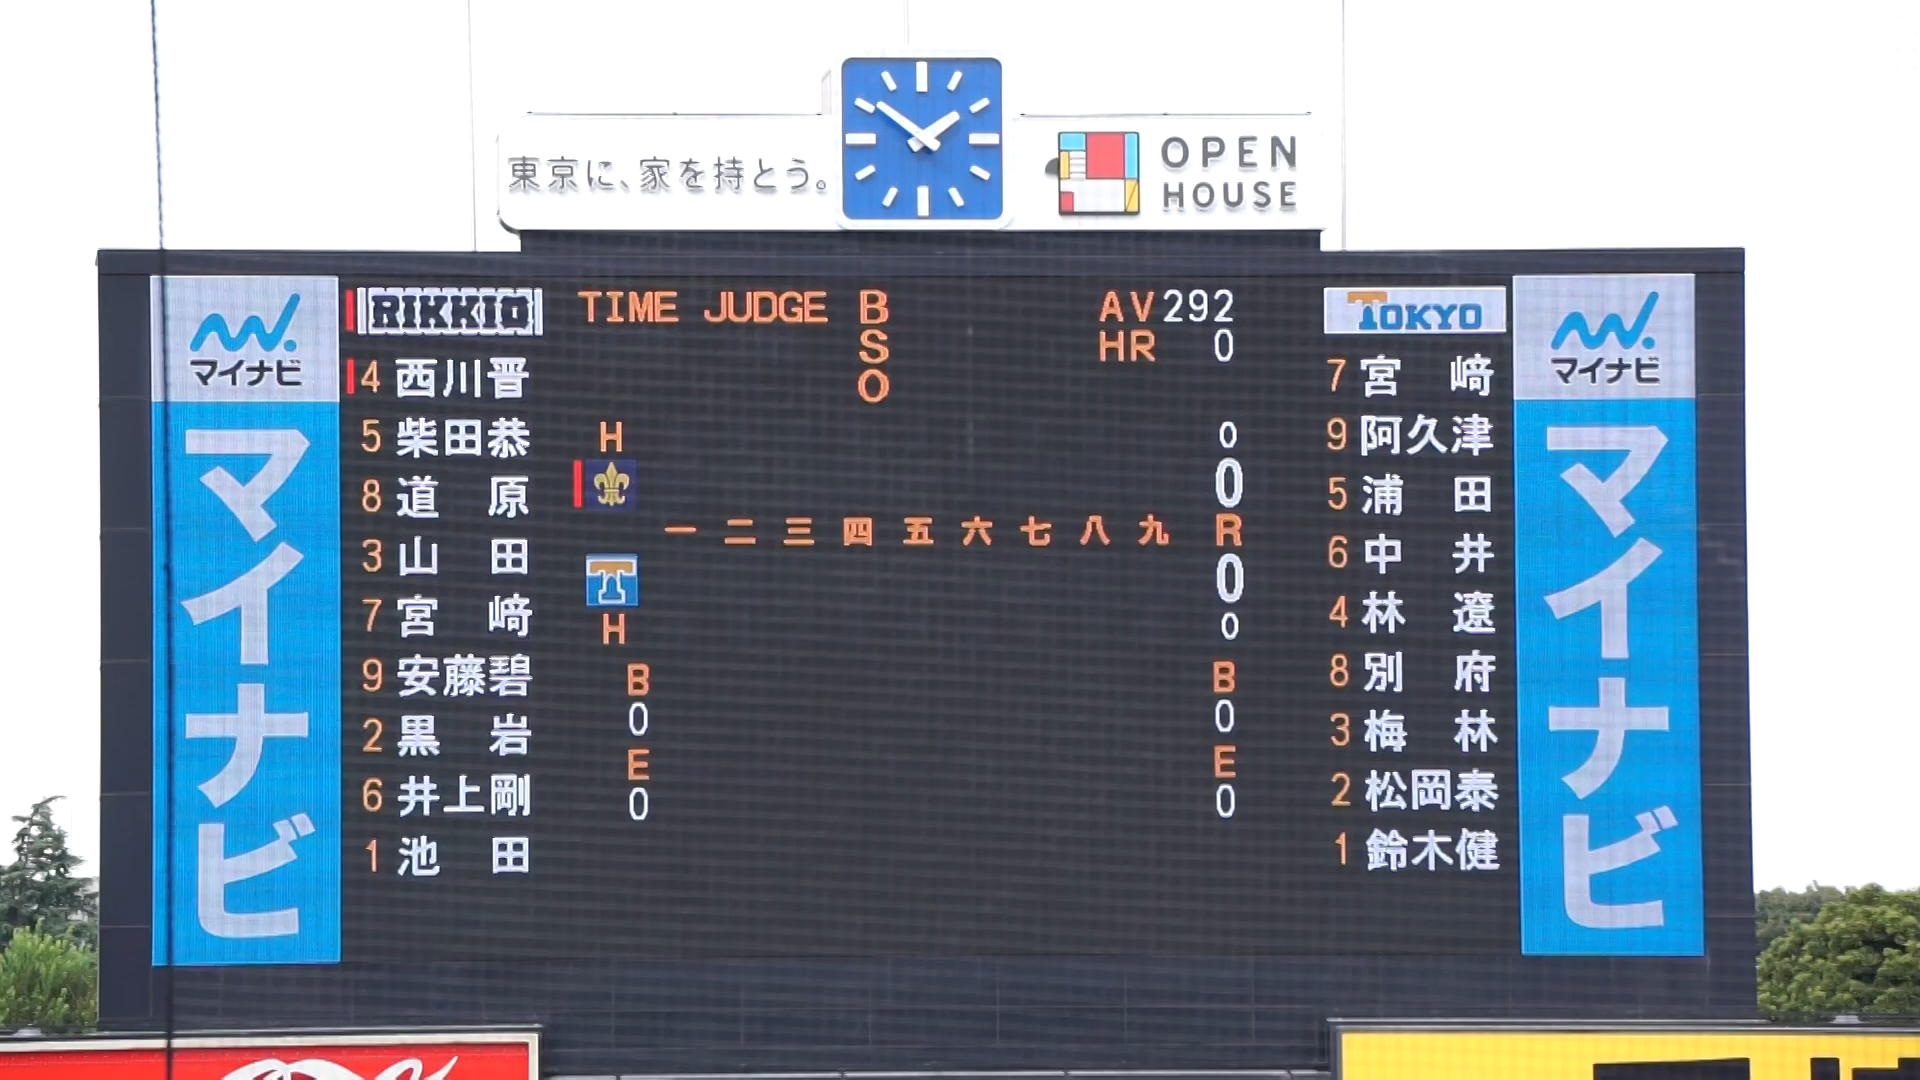 東京に、家を持とう。
OPEN
HOUSE
マイナビ
マイナビ
RIKKIO
4 西川晋
5 柴田恭
8 道原
3 山田
7 宮﨑
9 安藤碧
2 黒岩
6 井上剛
1 池田
TIME JUDGE B
S
O
AV 292
HR 0
H 0
0
一 二 三 四 五 六 七 八 九 R
T 0
H 0
B B
0 0
E E
0 0
TOKYO
7 宮﨑
9 阿久津
5 浦田
6 中井
4 林遼
8 別府
3 梅林
2 松岡泰
1 鈴木健
マイナビ
マイナビ